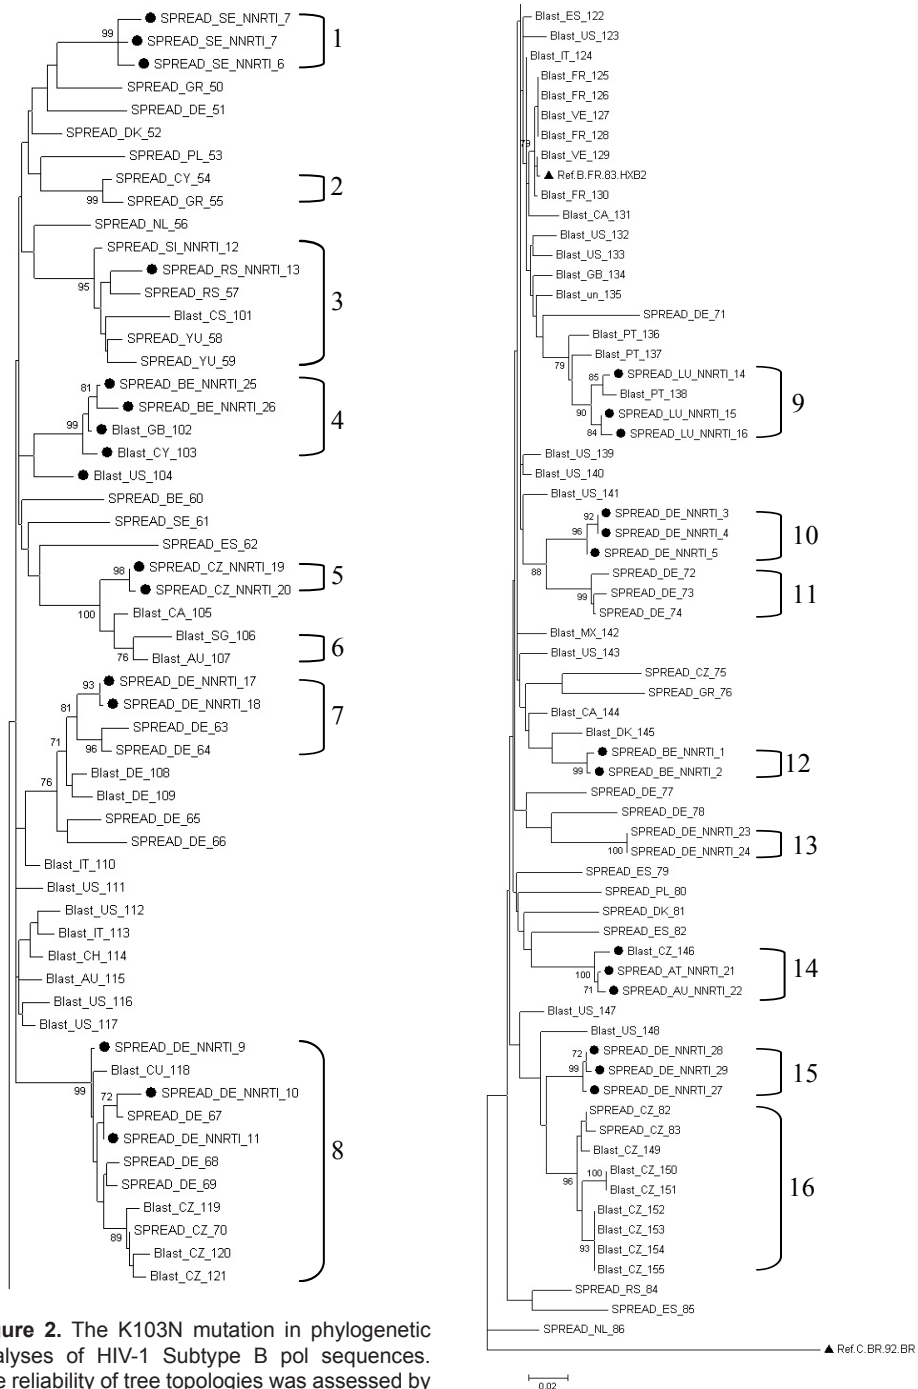 SPREAD_SE_NNRTI_7
99
1
SPREAD_SE_NNRTI_7
SPREAD_SE_NNRTI_6
SPREAD_GR_50
SPREAD_DE_51
SPREAD_DK_52
SPREAD_PL_53
SPREAD_CY_54
2
99
SPREAD_GR_55
SPREAD_NL_56
SPREAD_SI_NNRTI_12
SPREAD_RS_NNRTI_13
95
SPREAD_RS_57
3
Blast_CS_101
SPREAD_YU_58
SPREAD_YU_59
81
SPREAD_BE_NNRTI_25
SPREAD_BE_NNRTI_26
4
99
Blast_GB_102
Blast_CY_103
Blast_US_104
SPREAD_BE_60
SPREAD_SE_61
SPREAD_ES_62
98
SPREAD_CZ_NNRTI_19
5
SPREAD_CZ_NNRTI_20
100
Blast_CA_105
Blast_SG_106
6
76
Blast_AU_107
93
SPREAD_DE_NNRTI_17
81
SPREAD_DE_NNRTI_18
7
SPREAD_DE_63
71
96
SPREAD_DE_64
Blast_DE_108
76
Blast_DE_109
SPREAD_DE_65
SPREAD_DE_66
Blast_IT_110
Blast_US_111
Blast_US_112
Blast_IT_113
Blast_CH_114
Blast_AU_115
Blast_US_116
Blast_US_117
SPREAD_DE_NNRTI_9
Blast_CU_118
99
72
SPREAD_DE_NNRTI_10
SPREAD_DE_67
SPREAD_DE_NNRTI_11
8
SPREAD_DE_68
SPREAD_DE_69
Blast_CZ_119
89
SPREAD_CZ_70
Blast_CZ_120
Blast_CZ_121
gure 2. The K103N mutation in phylogenetic
alyses of HIV-1 Subtype B pol sequences.
e reliability of tree topologies was assessed by
Blast_ES_122
Blast_US_123
Blast_IT_124
Blast_FR_125
Blast_FR_126
Blast_VE_127
Blast_FR_128
79
Blast_VE_129
Ref.B.FR.83.HXB2
Blast_FR_130
Blast_CA_131
Blast_US_132
Blast_US_133
Blast_GB_134
Blast_un_135
SPREAD_DE_71
Blast_PT_136
Blast_PT_137
79
85
SPREAD_LU_NNRTI_14
Blast_PT_138
9
90
SPREAD_LU_NNRTI_15
84
SPREAD_LU_NNRTI_16
Blast_US_139
Blast_US_140
Blast_US_141
92
SPREAD_DE_NNRTI_3
96
SPREAD_DE_NNRTI_4
10
SPREAD_DE_NNRTI_5
88
SPREAD_DE_72
99
SPREAD_DE_73
11
SPREAD_DE_74
Blast_MX_142
Blast_US_143
SPREAD_CZ_75
SPREAD_GR_76
Blast_CA_144
Blast_DK_145
SPREAD_BE_NNRTI_1
12
99
SPREAD_BE_NNRTI_2
SPREAD_DE_77
SPREAD_DE_78
SPREAD_DE_NNRTI_23
13
100
SPREAD_DE_NNRTI_24
SPREAD_ES_79
SPREAD_PL_80
SPREAD_DK_81
SPREAD_ES_82
Blast_CZ_146
100
SPREAD_AT_NNRTI_21
14
71
SPREAD_AU_NNRTI_22
Blast_US_147
Blast_US_148
72
SPREAD_DE_NNRTI_28
99
SPREAD_DE_NNRTI_29
15
SPREAD_DE_NNRTI_27
SPREAD_CZ_82
SPREAD_CZ_83
Blast_CZ_149
96
100
Blast_CZ_150
Blast_CZ_151
16
Blast_CZ_152
Blast_CZ_153
93
Blast_CZ_154
Blast_CZ_155
SPREAD_RS_84
SPREAD_ES_85
SPREAD_NL_86
Ref.C.BR.92.BR
0.02